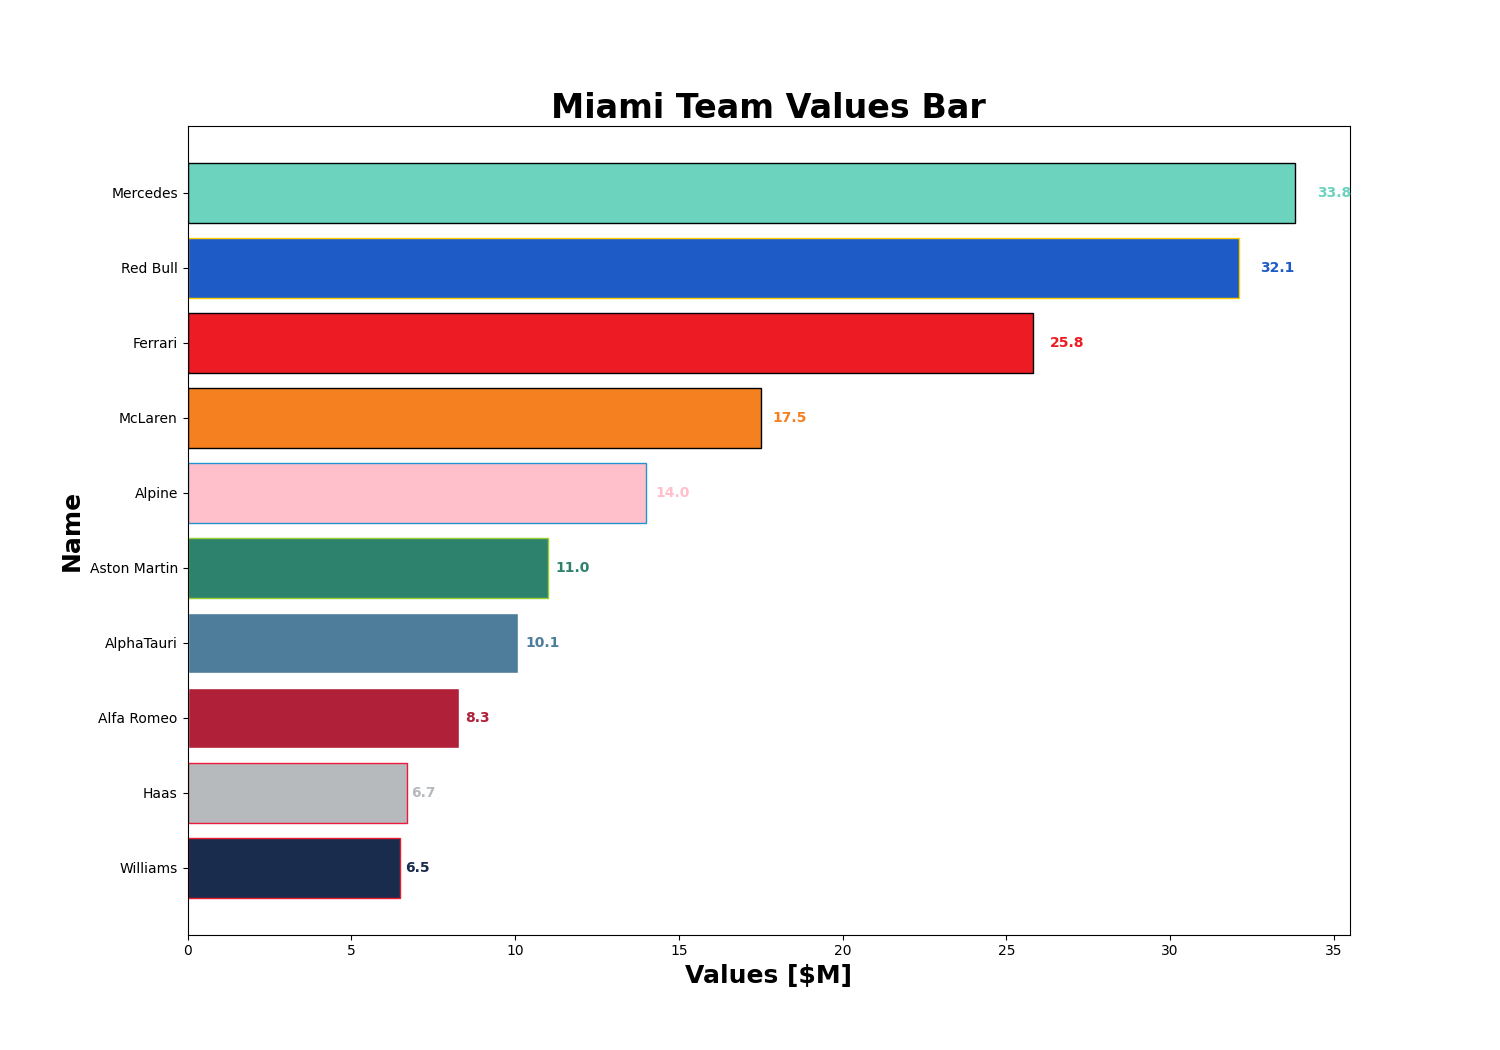 Miami Team Values Bar
Mercedes 33.8
Red Bull 32.1
Ferrari 25.8
McLaren 17.5
Alpine 14.0
Name
Aston Martin 11.0
AlphaTauri 10.1
Alfa Romeo 8.3
Haas 6.7
Williams 6.5
0 5 10 15 20 25 30 35
Values [$M]